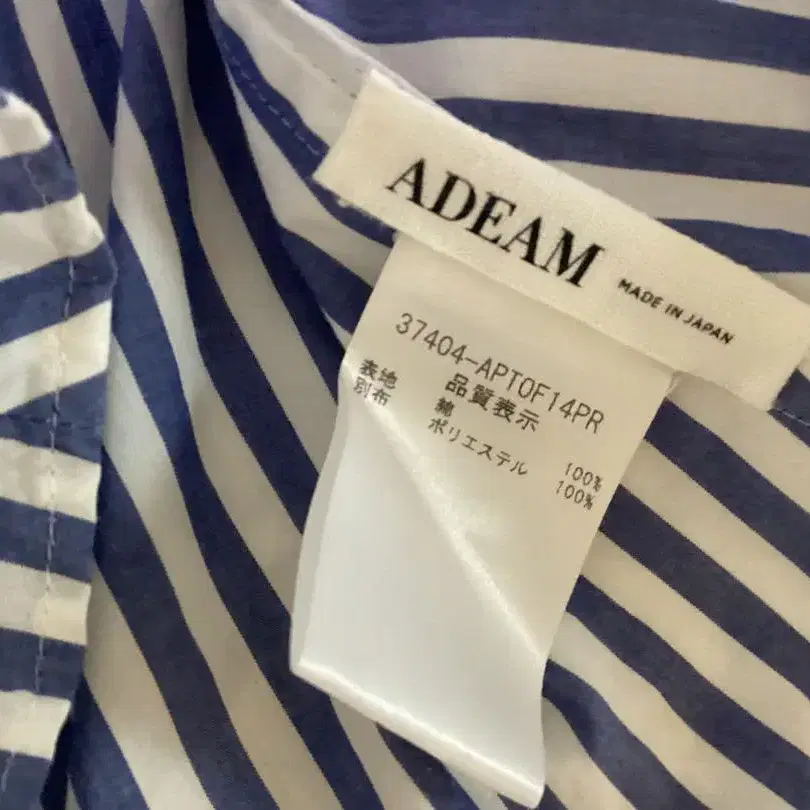 ADEAM
MADE IN JAPAN
37404-APT0F14PR
品質表示
表地 綿 100%
別布 ポリエステル 100%